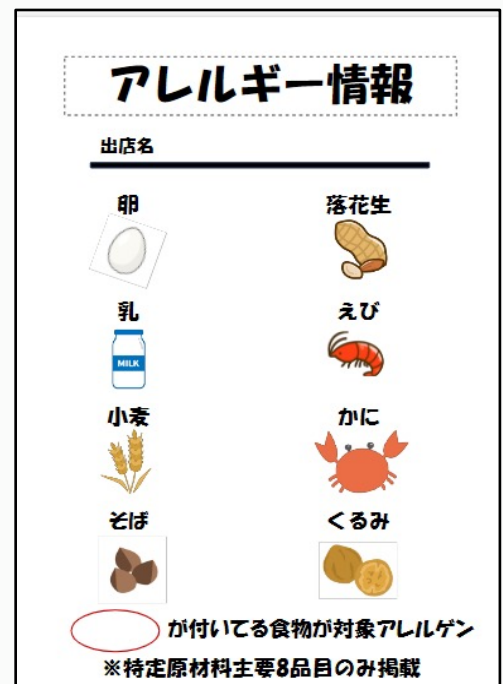 アレルギー情報
出店名
卵 落花生
乳 えび
MILK
小麦 かに
そば くるみ
が付いてる食物が対象アレルゲン
※特定原材料主要8品目のみ掲載